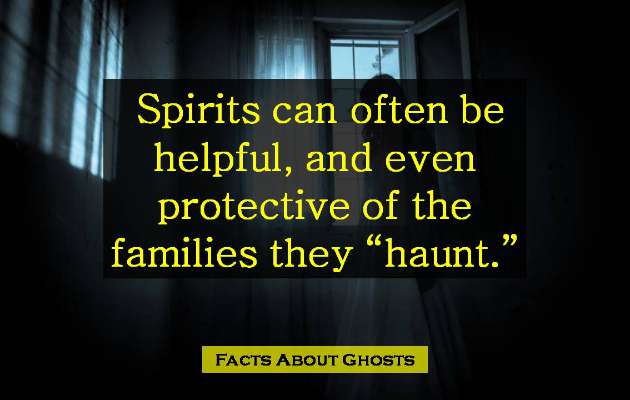 Spirits can often be
helpful, and even
protective of the
families they “haunt.”
Facts About Ghosts